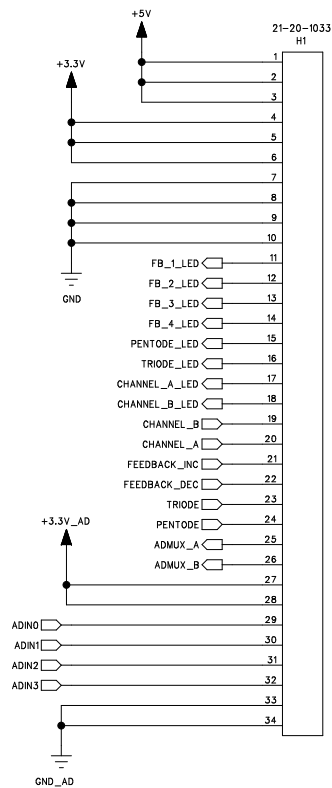 +5V
21-20-1033
H1
+3.3V
1
2
3
4
5
6
7
8
9
10
GND
FB_1_LED 11
FB_2_LED 12
FB_3_LED 13
FB_4_LED 14
PENTODE_LED 15
TRIODE_LED 16
CHANNEL_A_LED 17
CHANNEL_B_LED 18
CHANNEL_B 19
CHANNEL_A 20
FEEDBACK_INC 21
FEEDBACK_DEC 22
TRIODE 23
PENTODE 24
+3.3V_AD
ADMUX_A 25
ADMUX_B 26
27
28
ADIN0 29
ADIN1 30
ADIN2 31
ADIN3 32
33
34
GND_AD